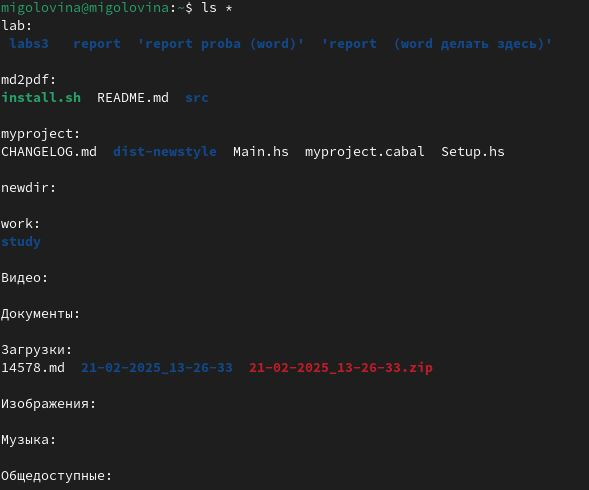 migolovina@migolovina:~$ ls *
lab:
labs3 report 'report proba (word)' 'report (word делать здесь)'
md2pdf:
install.sh README.md src
myproject:
CHANGELOG.md dist-newstyle Main.hs myproject.cabal Setup.hs
newdir:
work:
study
Видео:
Документы:
Загрузки:
14578.md 21-02-2025_13-26-33 21-02-2025_13-26-33.zip
Изображения:
Музыка:
Общедоступные: